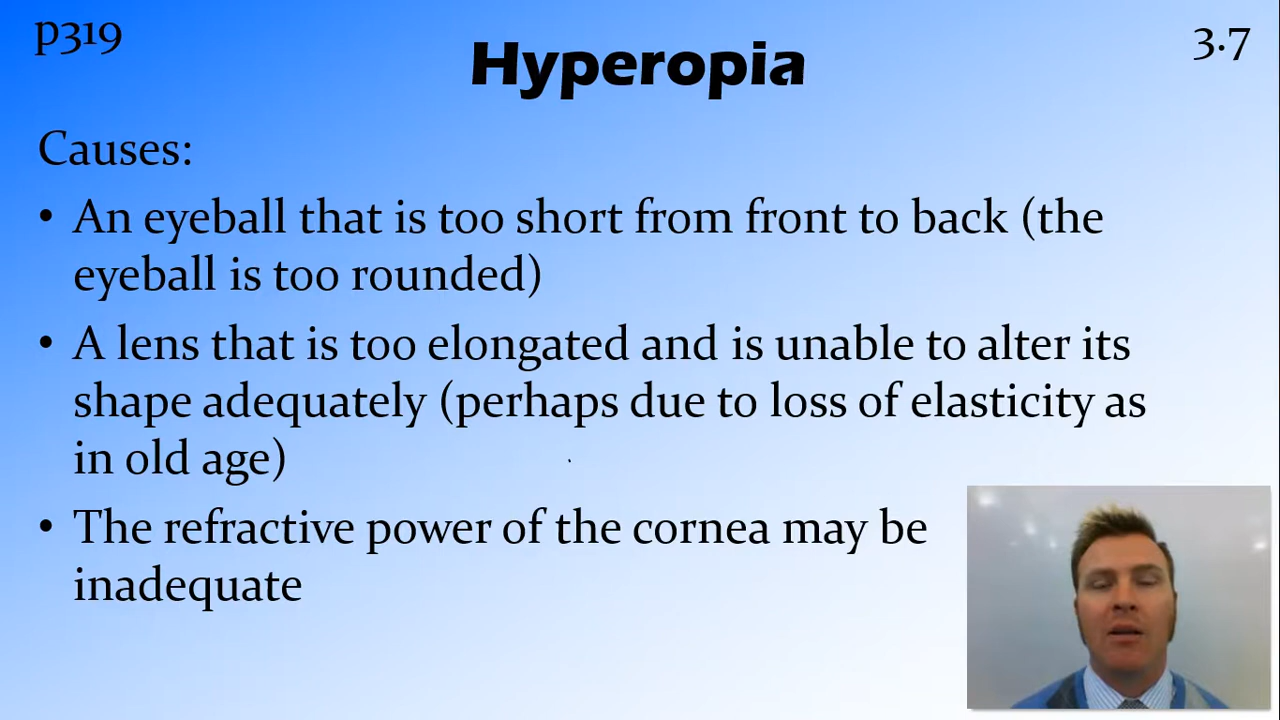 p319
3.7
Hyperopia
Causes:
• An eyeball that is too short from front to back (the
eyeball is too rounded)
• A lens that is too elongated and is unable to alter its
shape adequately (perhaps due to loss of elasticity as
in old age)
• The refractive power of the cornea may be
inadequate